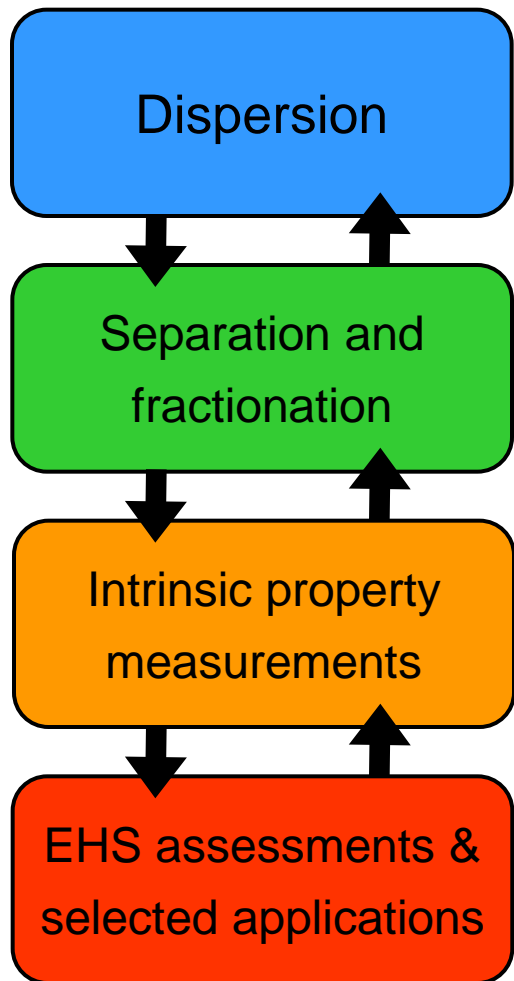 Dispersion
Separation and
fractionation
Intrinsic property
measurements
EHS assessments &
selected applications